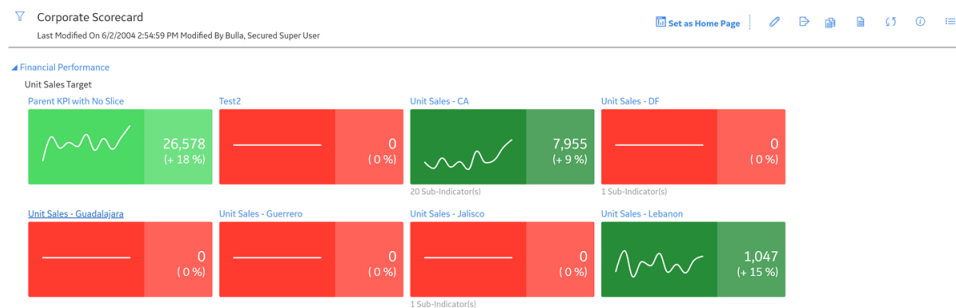 Corporate Scorecard
Set as Home Page
Last Modified On 6/2/2004 2:54:59 PM Modified By Bulla, Secured Super User
Financial Performance
Unit Sales Target
Parent KPI with No Slice
26,578
(+ 18 %)
Test2
0
( 0 %)
Unit Sales - CA
7,955
(+ 9 %)
20 Sub-Indicator(s)
Unit Sales - DF
0
( 0 %)
1 Sub-Indicator(s)
Unit Sales - Guadalajara
0
( 0 %)
Unit Sales - Guerrero
0
( 0 %)
Unit Sales - Jalisco
0
( 0 %)
1 Sub-Indicator(s)
Unit Sales - Lebanon
1,047
(+ 15 %)